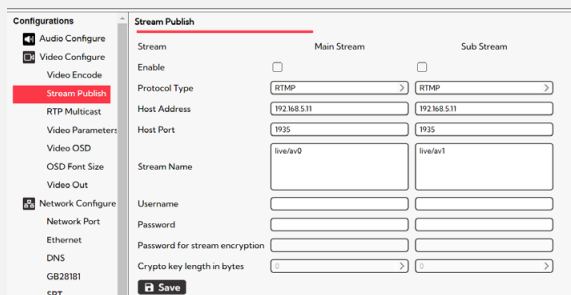 Configurations
Audio Configure
Video Configure
Video Encode
Stream Publish
RTP Multicast
Video Parameters
Video OSD
OSD Font Size
Video Out
Network Configure
Network Port
Ethernet
DNS
GB28181
SRT
Stream Publish
Stream Main Stream Sub Stream
Enable
Protocol Type RTMP RTMP
Host Address 192.168.5.11 192.168.5.11
Host Port 1935 1935
Stream Name live/av0 live/av1
Username
Password
Password for stream encryption
Crypto key length in bytes 0 0
Save